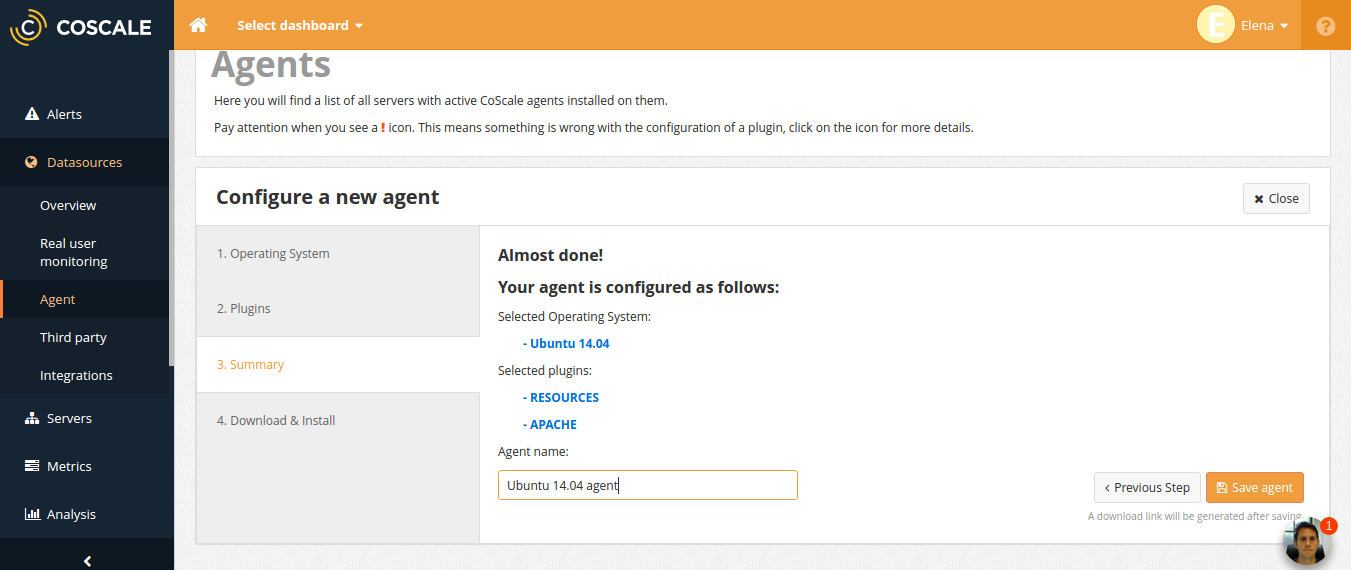 COSCALE
Select dashboard
E
Elena
?
Alerts
Datasources
Overview
Real user
monitoring
Agent
Third party
Integrations
Servers
Metrics
Analysis
Agents
Here you will find a list of all servers with active CoScale agents installed on them.
Pay attention when you see a ! icon. This means something is wrong with the configuration of a plugin, click on the icon for more details.
Configure a new agent
Close
1. Operating System
2. Plugins
3. Summary
4. Download & Install
Almost done!
Your agent is configured as follows:
Selected Operating System:
- Ubuntu 14.04
Selected plugins:
- RESOURCES
- APACHE
Agent name:
Ubuntu 14.04 agent
Previous Step
Save agent
A download link will be generated after saving
1